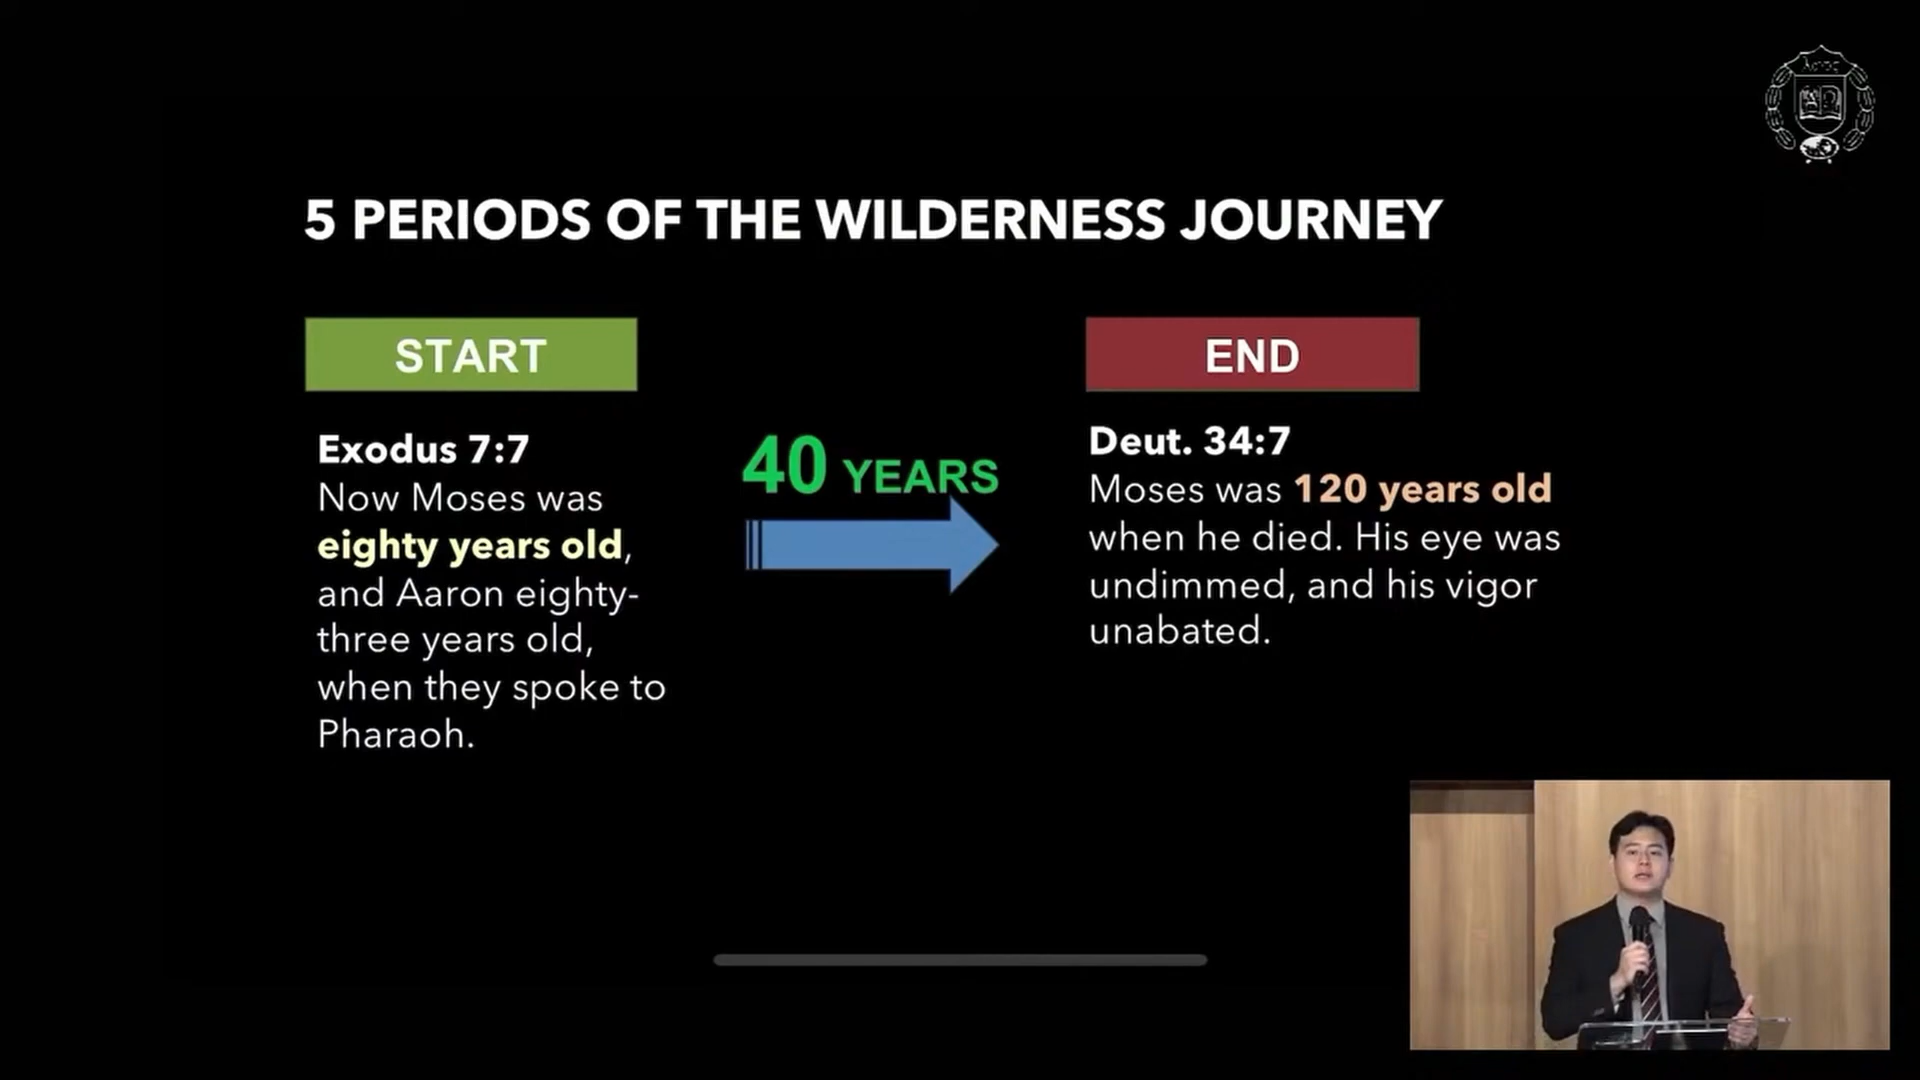 5 PERIODS OF THE WILDERNESS JOURNEY
START
Exodus 7:7
Now Moses was
eighty years old,
and Aaron eighty-
three years old,
when they spoke to
Pharaoh.
40 YEARS
END
Deut. 34:7
Moses was 120 years old
when he died. His eye was
undimmed, and his vigor
unabated.